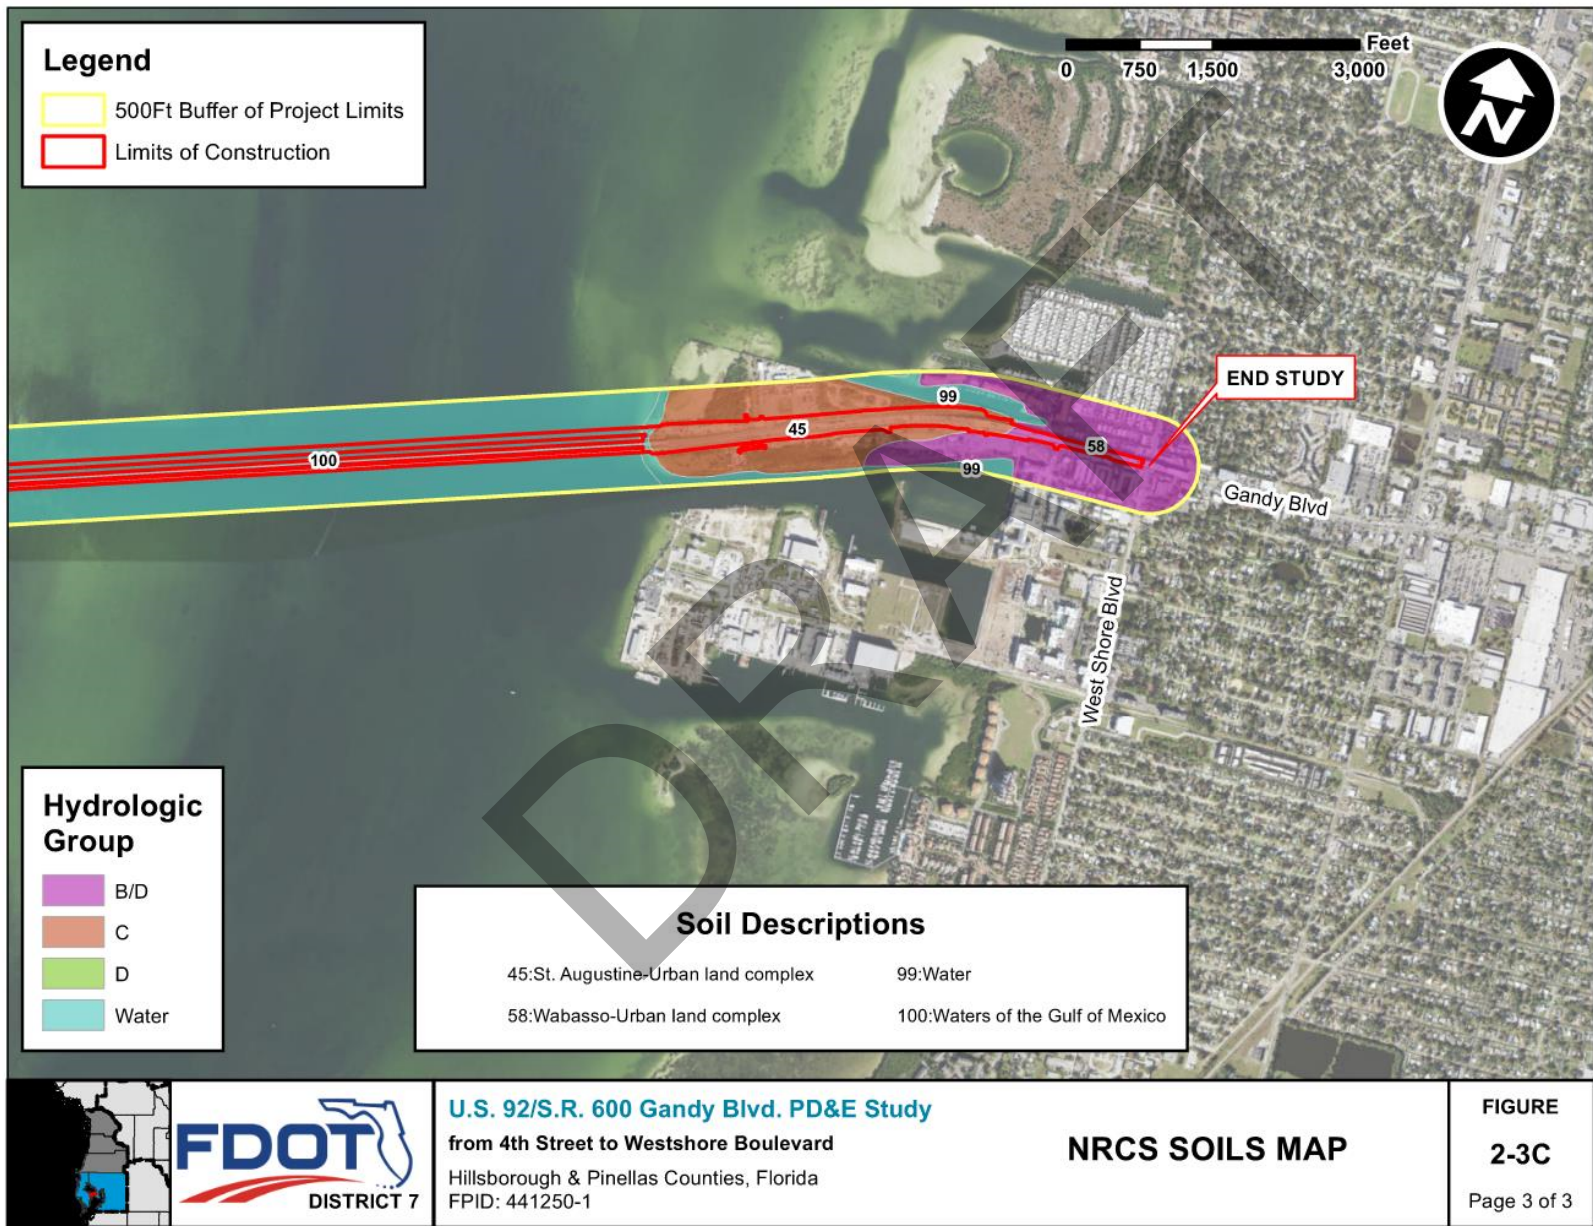 Legend
500Ft Buffer of Project Limits
Limits of Construction
Feet
0 750 1,500 3,000
N
END STUDY
99
45
58
100
99
Gandy Blvd
West Shore Blvd
DRAFT
Hydrologic
Group
B/D
C
D
Water
Soil Descriptions
45:St. Augustine-Urban land complex 99:Water
58:Wabasso-Urban land complex 100:Waters of the Gulf of Mexico
FDOT
DISTRICT 7
U.S. 92/S.R. 600 Gandy Blvd. PD&E Study
from 4th Street to Westshore Boulevard
Hillsborough & Pinellas Counties, Florida
FPID: 441250-1
NRCS SOILS MAP
FIGURE
2-3C
Page 3 of 3